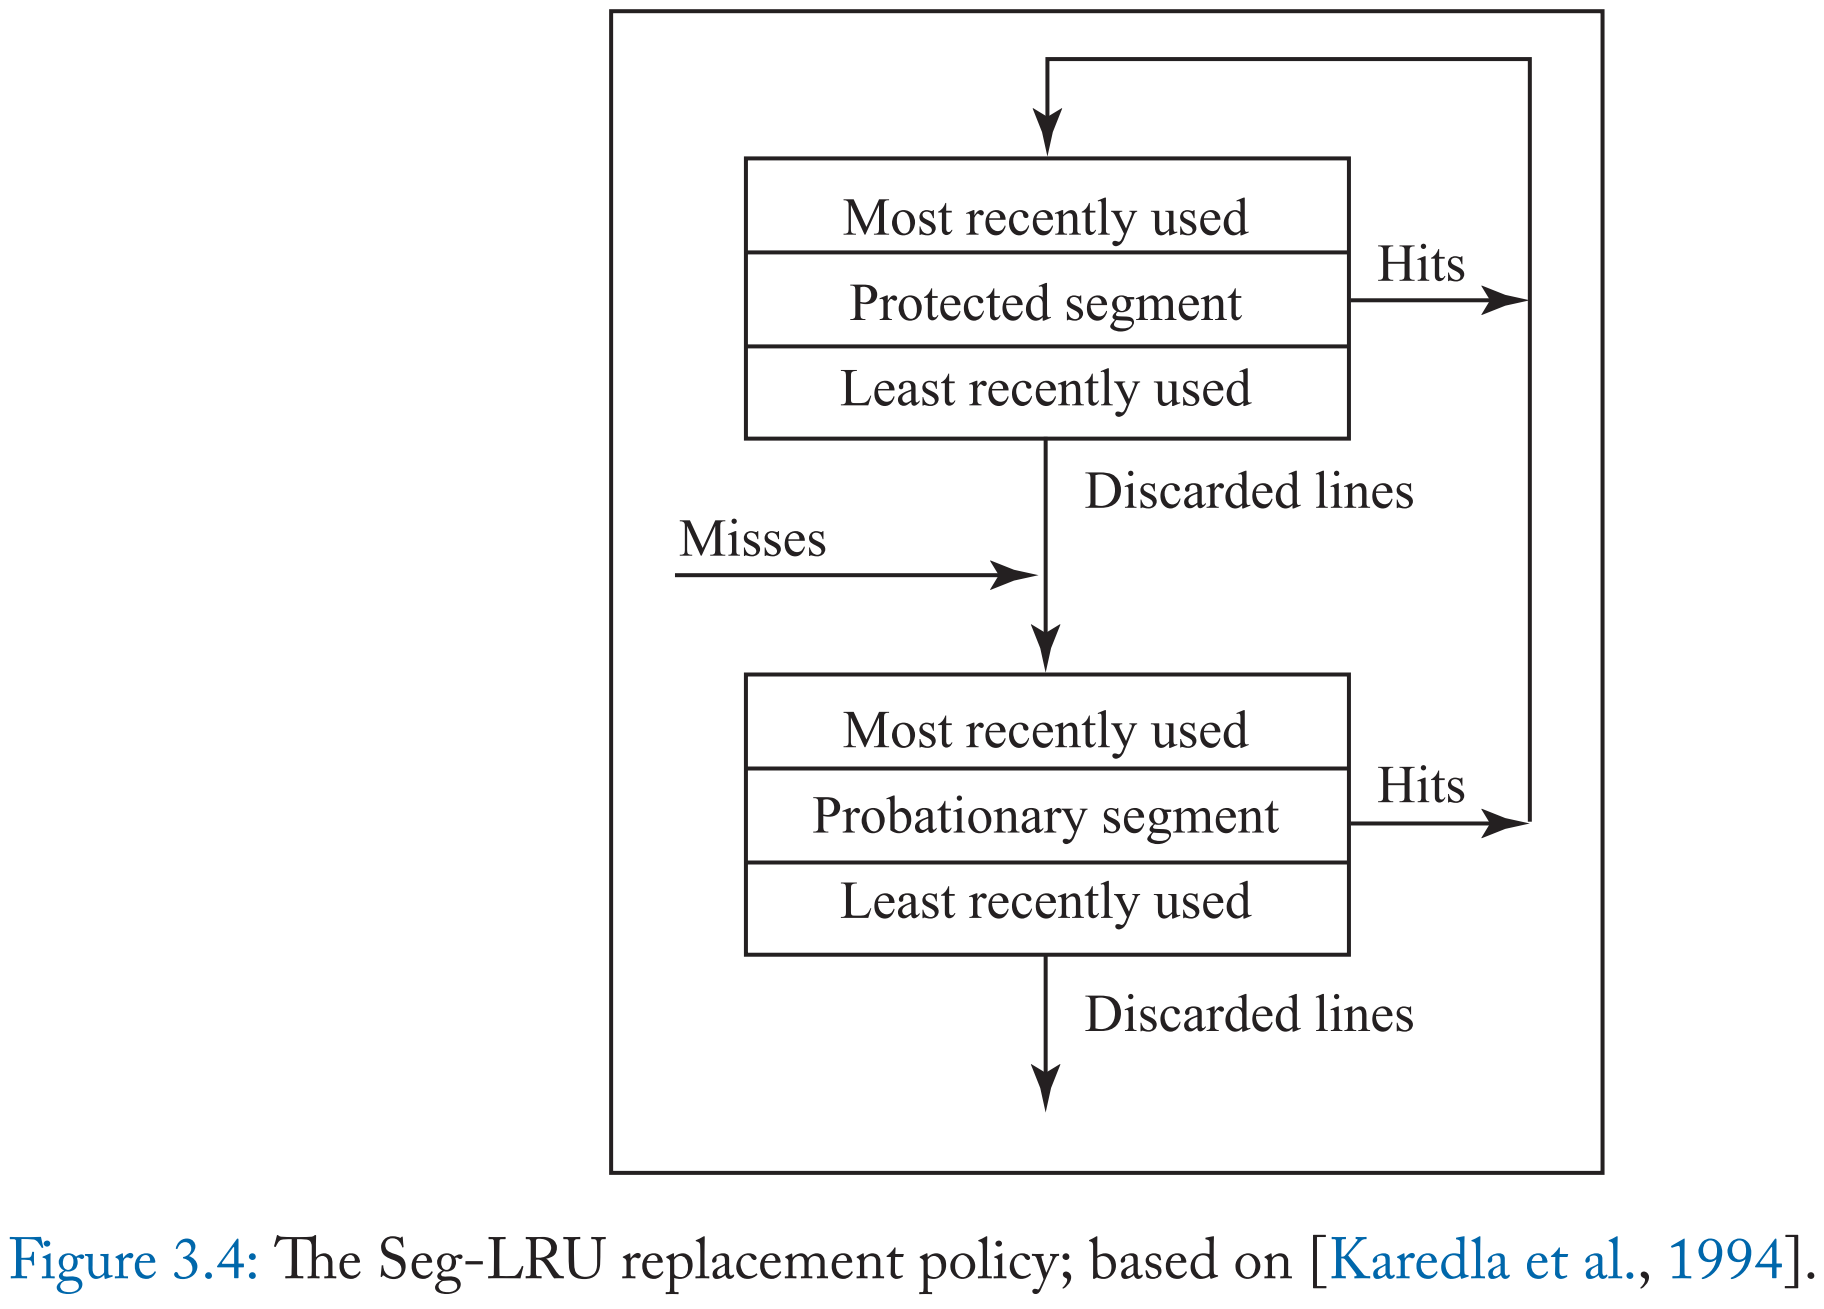 Most recently used
Hits
Protected segment
Least recently used
Discarded lines
Misses
Most recently used
Hits
Probationary segment
Least recently used
Discarded lines
Figure 3.4: The Seg-LRU replacement policy; based on [Karedla et al., 1994].